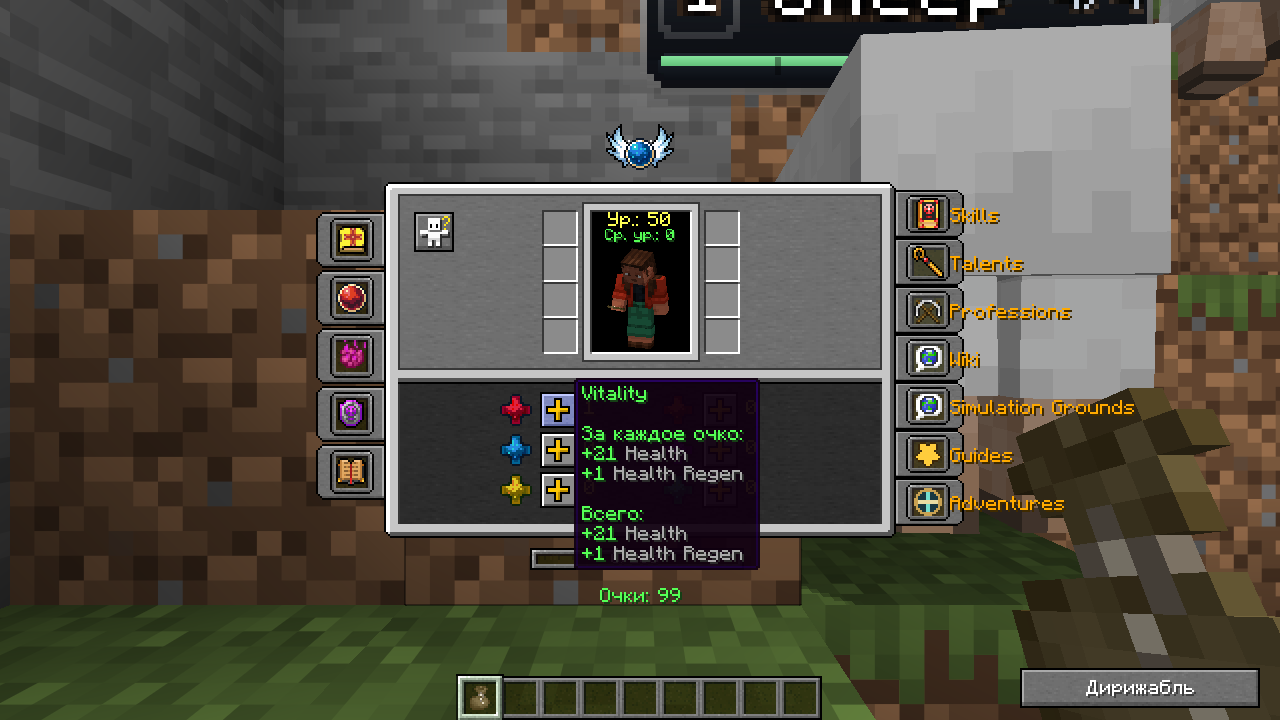 Ур.: 50
Ср. ур.: 0
Skills
Talents
Professions
Wiki
Simulation Grounds
Guides
Adventures
Vitality
За каждое очко:
+21 Health
+1 Health Regen
Всего:
+21 Health
+1 Health Regen
Очки: 99
Дирижабль